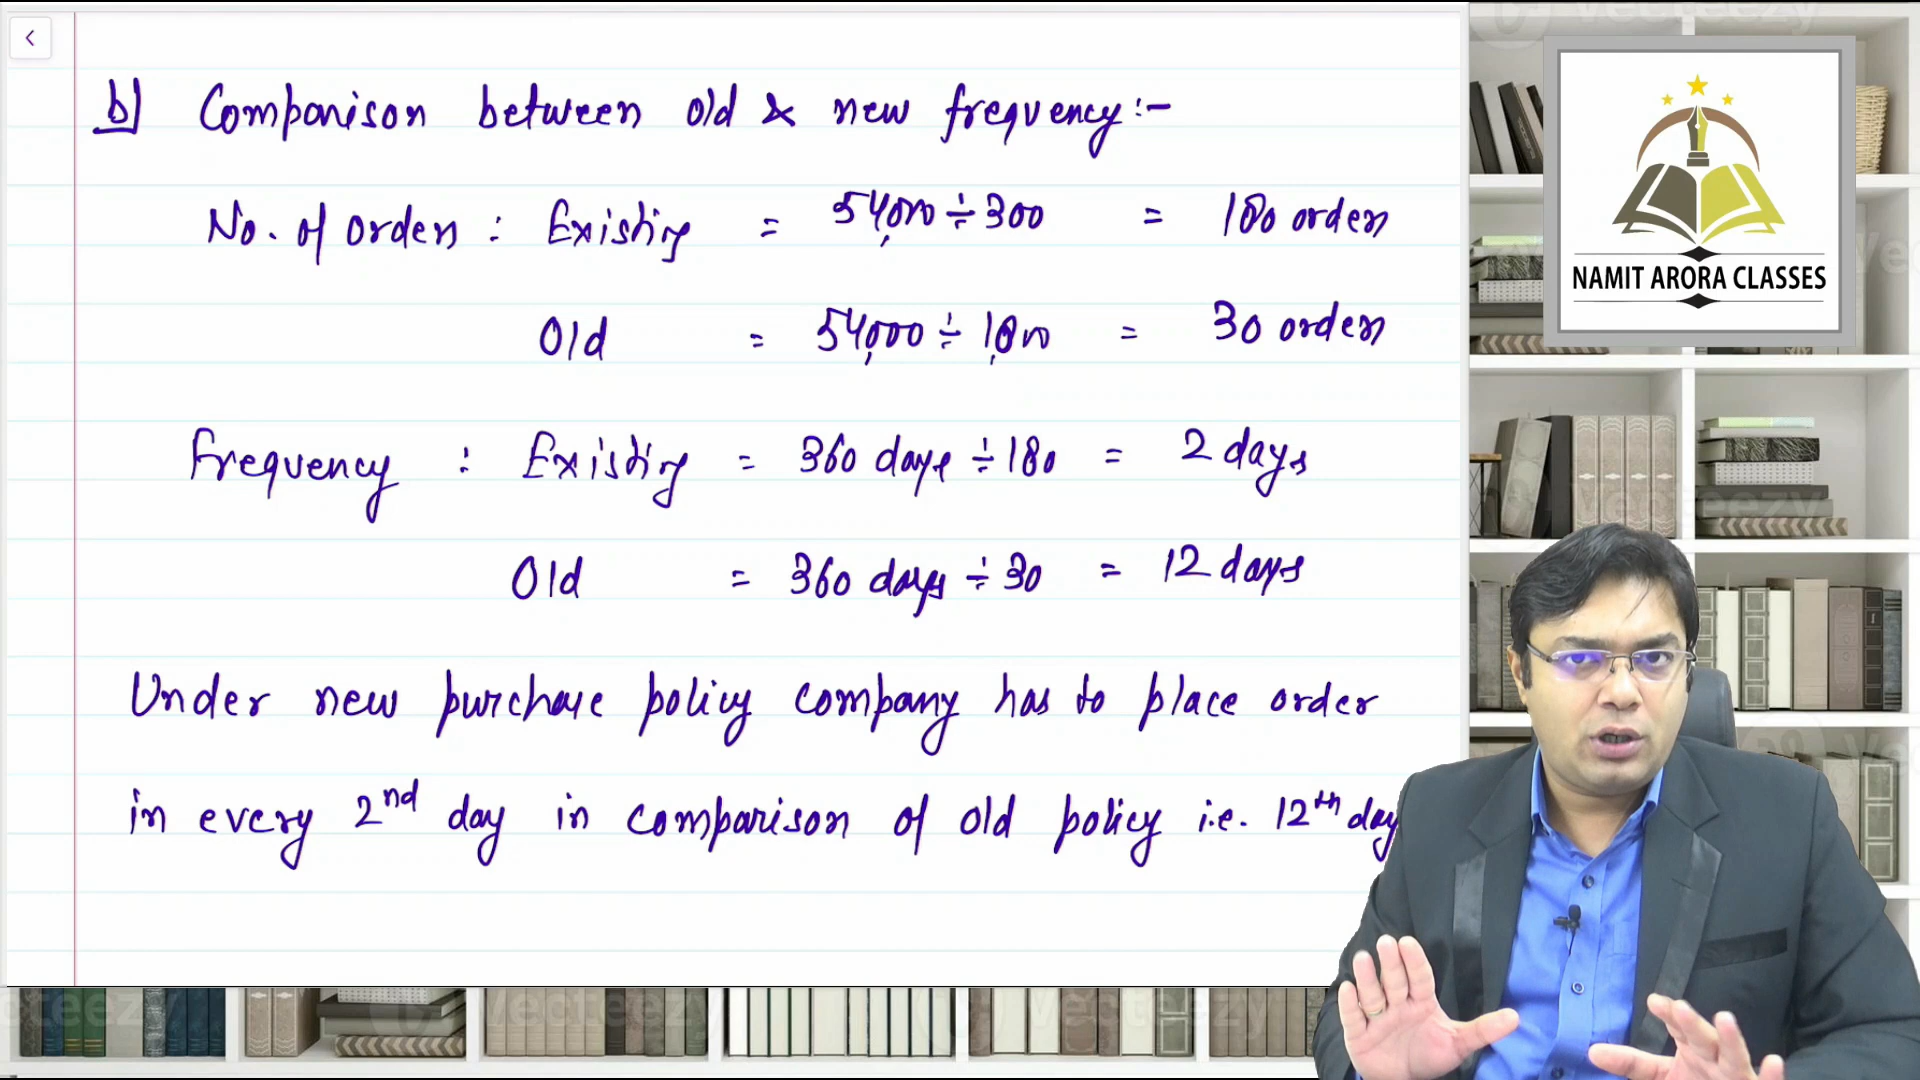 b) Comparison between old & new frequency :-
No. of orders : Existing = 54,000 ÷ 300 = 180 orders
Old = 54,000 ÷ 1,800 = 30 orders
Frequency : Existing = 360 days ÷ 180 = 2 days
Old = 360 days ÷ 30 = 12 days
Under new purchase policy company has to place order
in every 2nd day in comparison of old policy i.e. 12th day
NAMIT ARORA CLASSES
vecteezy